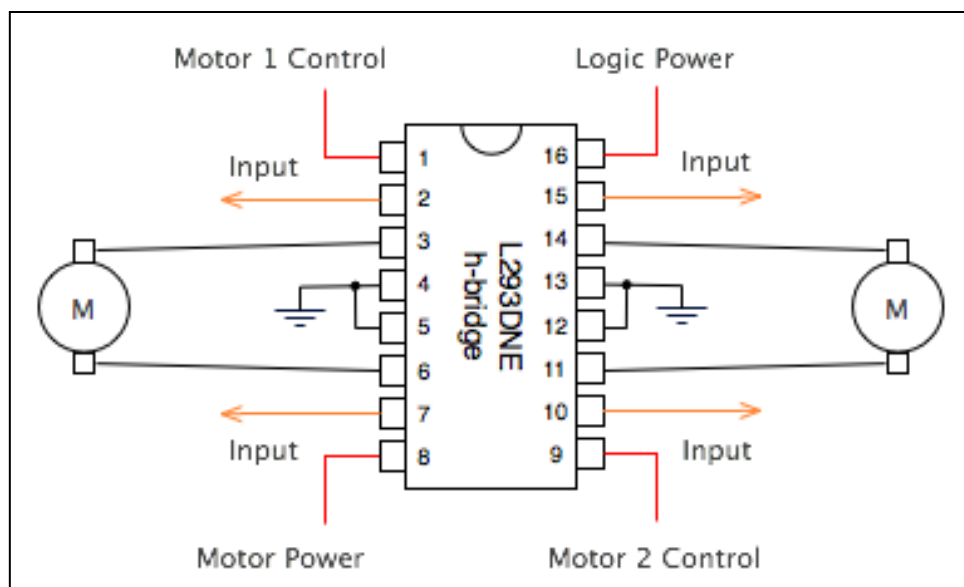 Motor 1 Control
Logic Power
Input
Input
1
16
2
15
3
14
4
13
5
12
6
11
7
10
8
9
L293DNE
h-bridge
M
M
Input
Input
Motor Power
Motor 2 Control